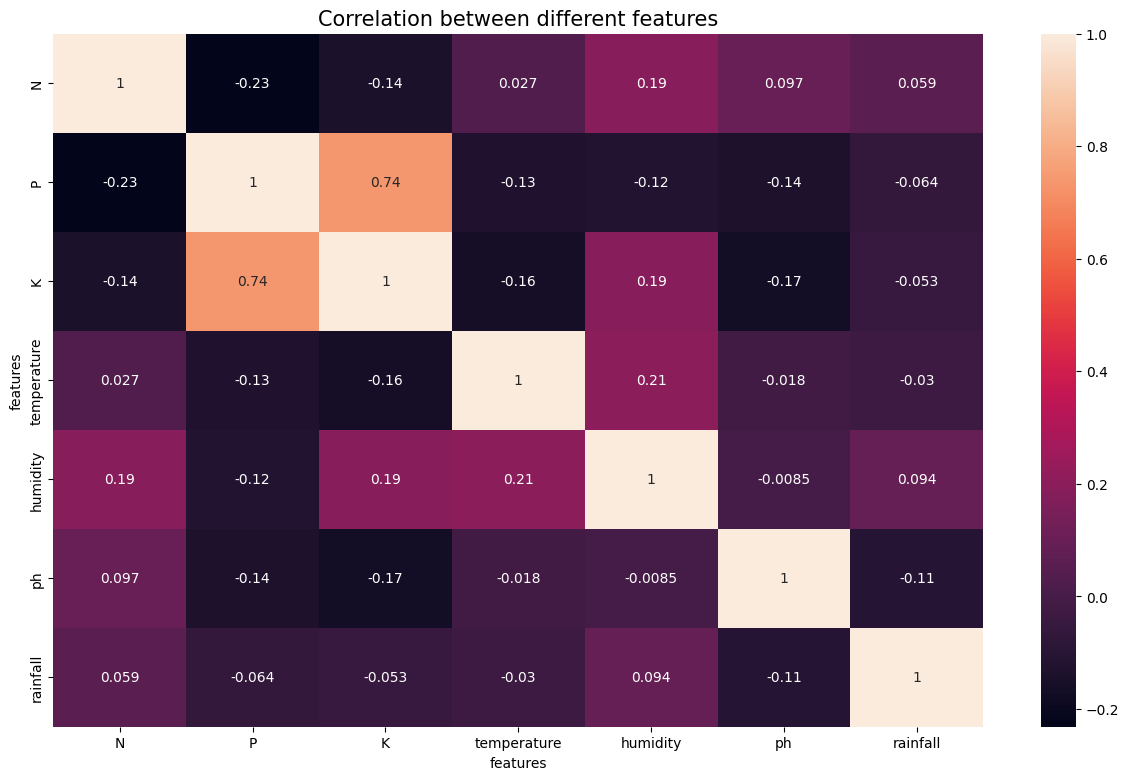 Correlation between different features
N 1 -0.23 -0.14 0.027 0.19 0.097 0.059
P -0.23 1 0.74 -0.13 -0.12 -0.14 -0.064
K -0.14 0.74 1 -0.16 0.19 -0.17 -0.053
temperature 0.027 -0.13 -0.16 1 0.21 -0.018 -0.03
humidity 0.19 -0.12 0.19 0.21 1 -0.0085 0.094
ph 0.097 -0.14 -0.17 -0.018 -0.0085 1 -0.11
rainfall 0.059 -0.064 -0.053 -0.03 0.094 -0.11 1
features
N P K temperature humidity ph rainfall
features
1.0
0.8
0.6
0.4
0.2
0.0
−0.2